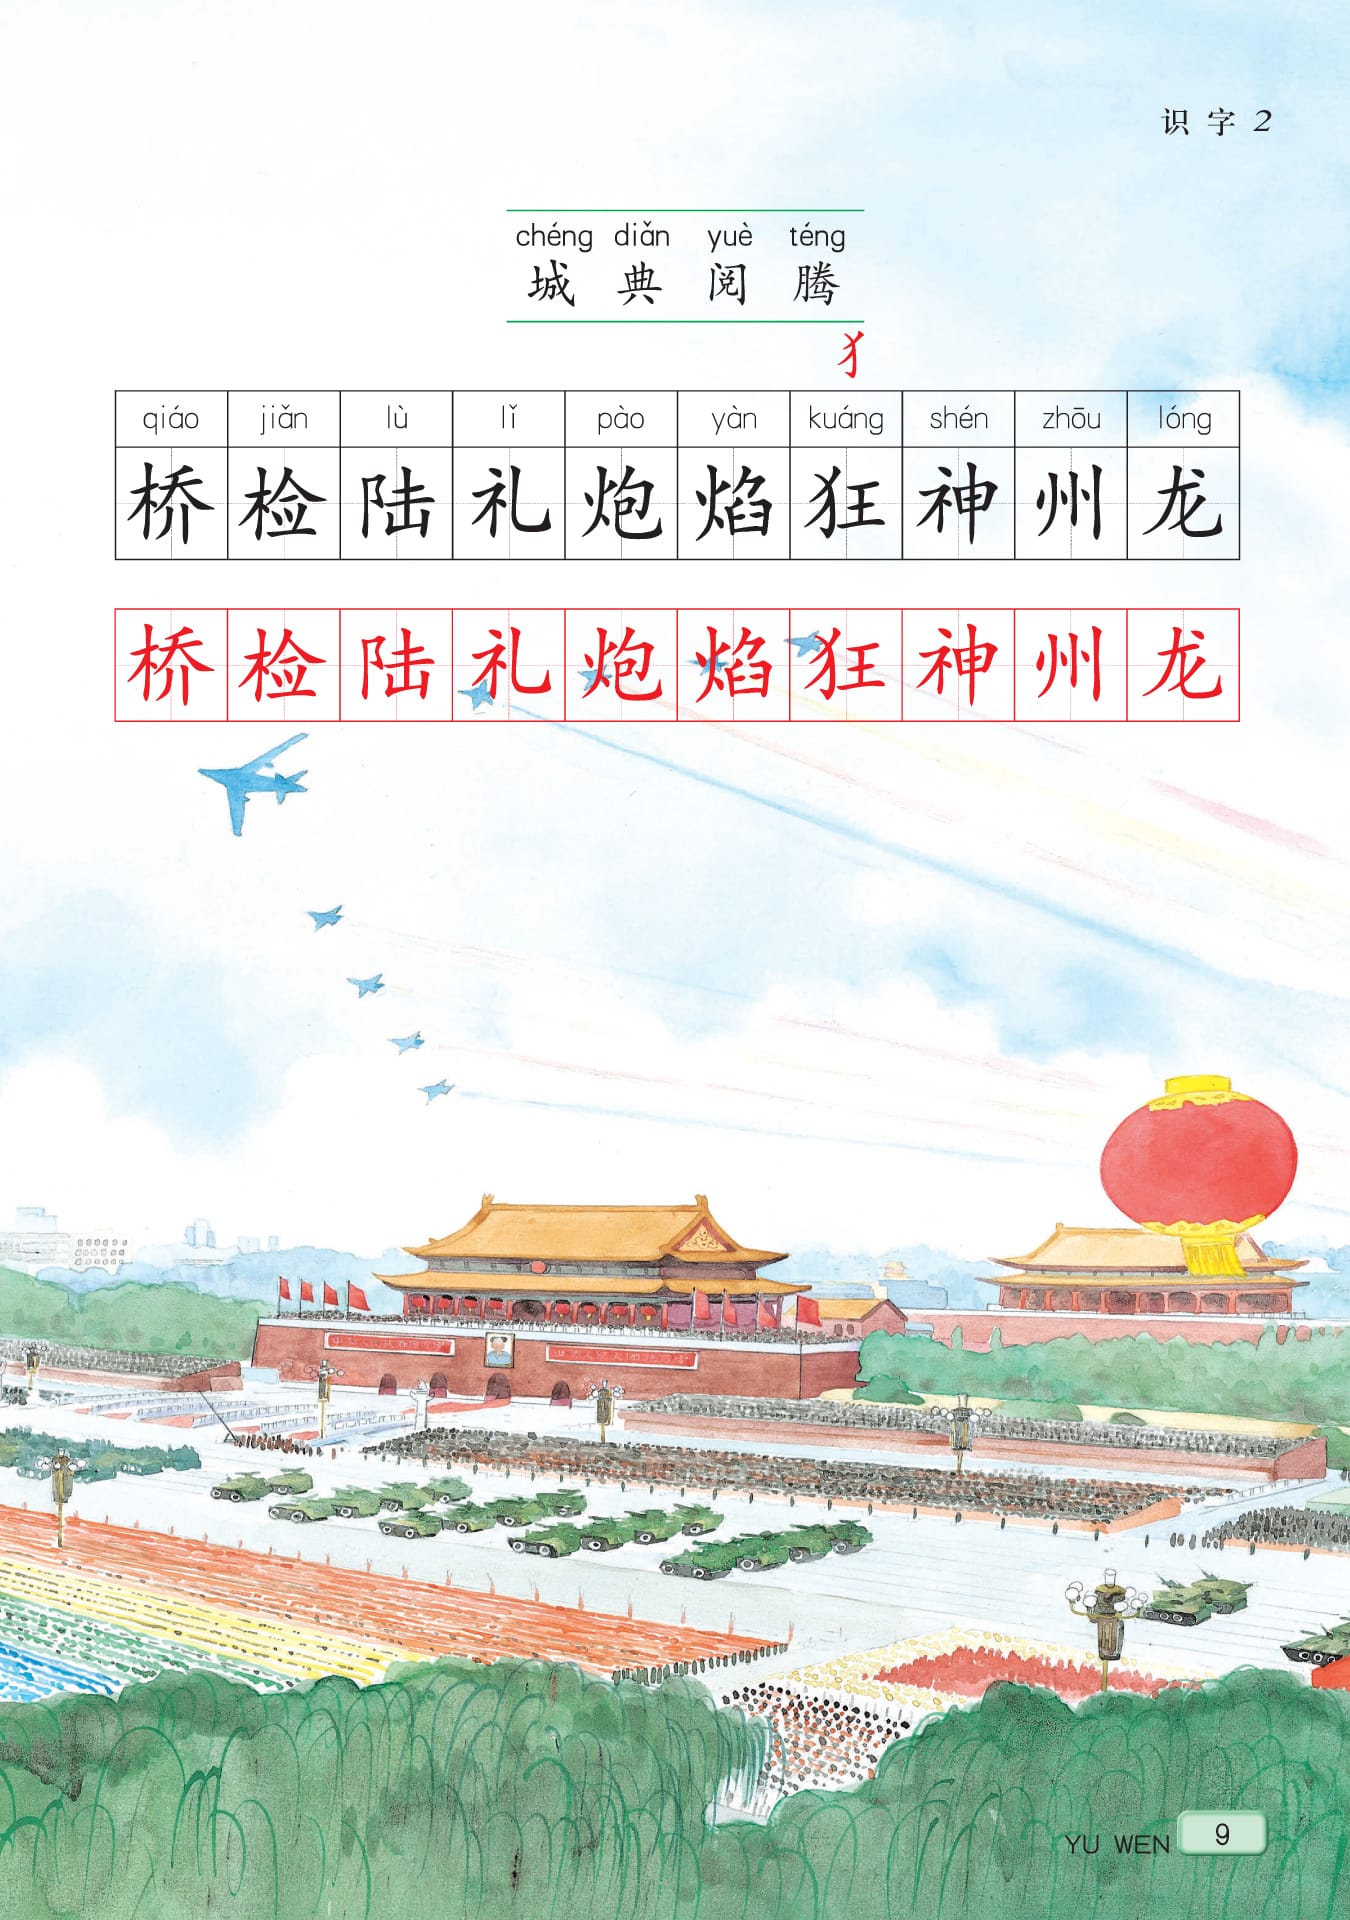 识字2
chéng diǎn yuè téng
城 典 阅 腾
犭
qiáo jiǎn lù lǐ pào yàn kuáng shén zhōu lóng
桥 检 陆 礼 炮 焰 狂 神 州 龙
桥 检 陆 礼 炮 焰 狂 神 州 龙
YU WEN 9